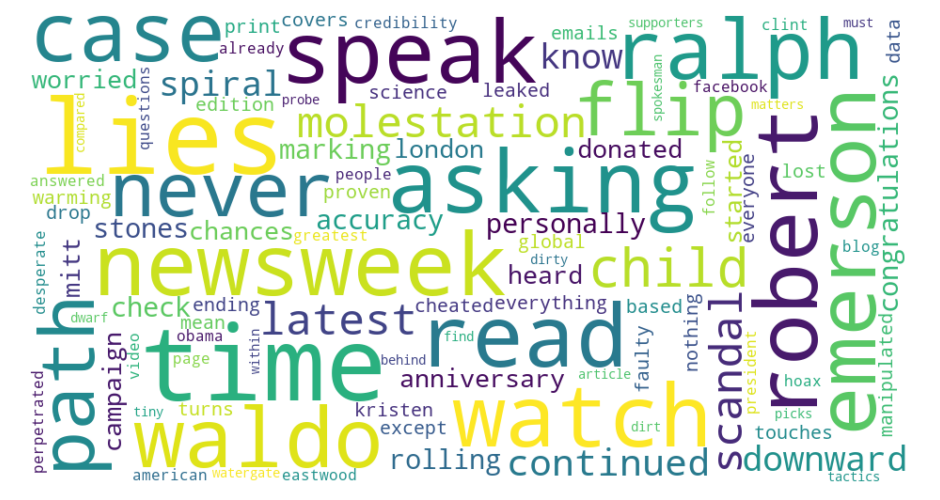 case
print
covers
credibility
already
speak
emails
know
ralph
supporters
clint
must
data
worried
spiral
science
leaked
facebook
spokesman
matters
compared
questions
edition
probe
lies
molestation
flip
robert
emerson
congratulations
marking
london
donated
started
everyone
lost
answered
warming
never
people
proven
asking
follow
drop
stones
chances
accuracy
personally
greatest
global
dirty
blog
desperate
mitt
newsweek
heard
child
path
dwarf
check
ending
cheated
everything
based
nothing
scandal
manipulated
mean
latest
read
find
faulty
president
hoax
campaign
video
page
obama
within
time
behind
anniversary
article
picks
perpetrated
tiny
turns
kristen
watch
dirt
touches
waldo
except
rolling
continued
downward
american
watergate
eastwood
tactics